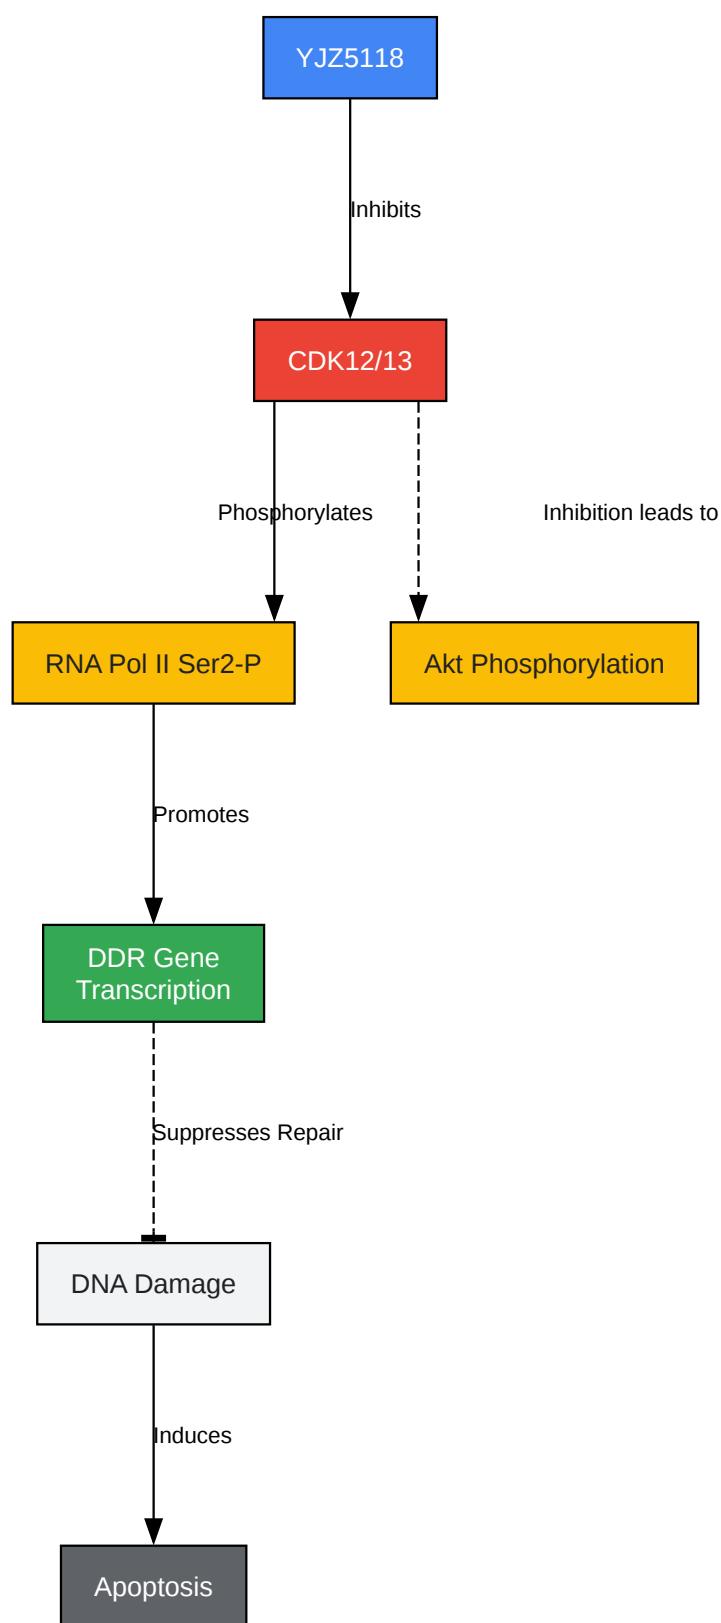 YJZ5118
Inhibits
CDK12/13
Phosphorylates
Inhibition leads to
RNA Pol II Ser2-P
Akt Phosphorylation
Promotes
DDR Gene
Transcription
Suppresses Repair
DNA Damage
Induces
Apoptosis